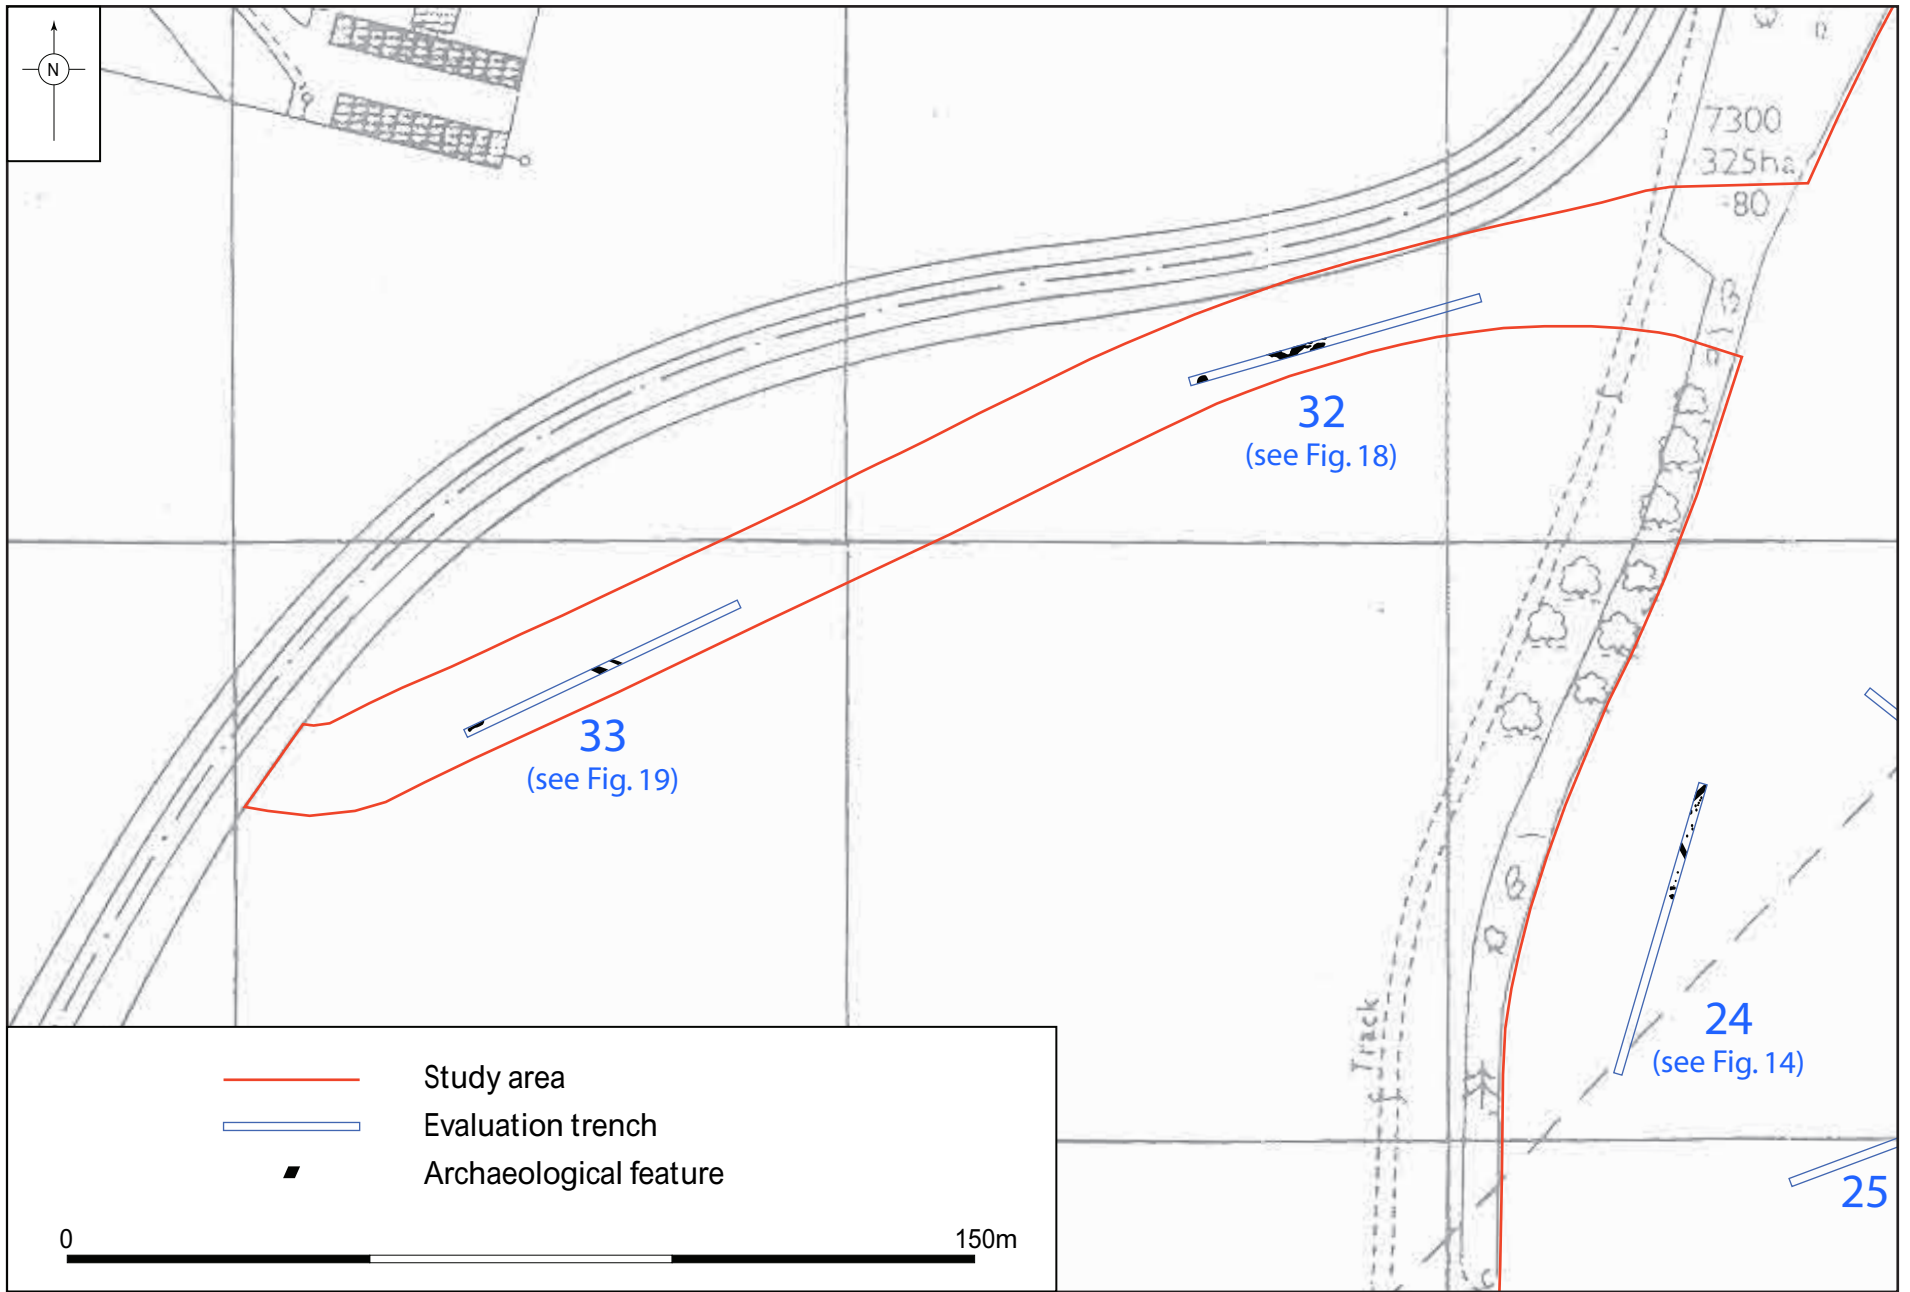 N
7300
325ha
80
32
(see Fig. 18)
33
(see Fig. 19)
24
(see Fig. 14)
Track
25
Study area
Evaluation trench
Archaeological feature
0 150m